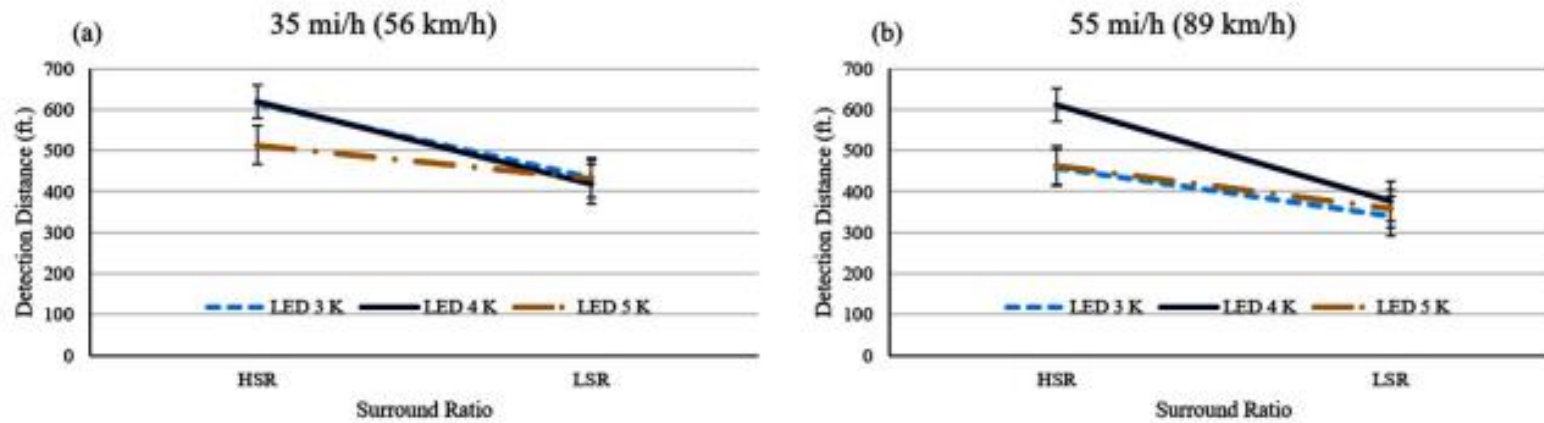 (a)
35 mi/h (56 km/h)
700
600
500
400
300
200
100
0
Detection Distance (ft.)
LED 3 K LED 4 K LED 5 K
HSR LSR
Surround Ratio
(b)
55 mi/h (89 km/h)
700
600
500
400
300
200
100
0
Detection Distance (ft.)
LED 3 K LED 4 K LED 5 K
HSR LSR
Surround Ratio